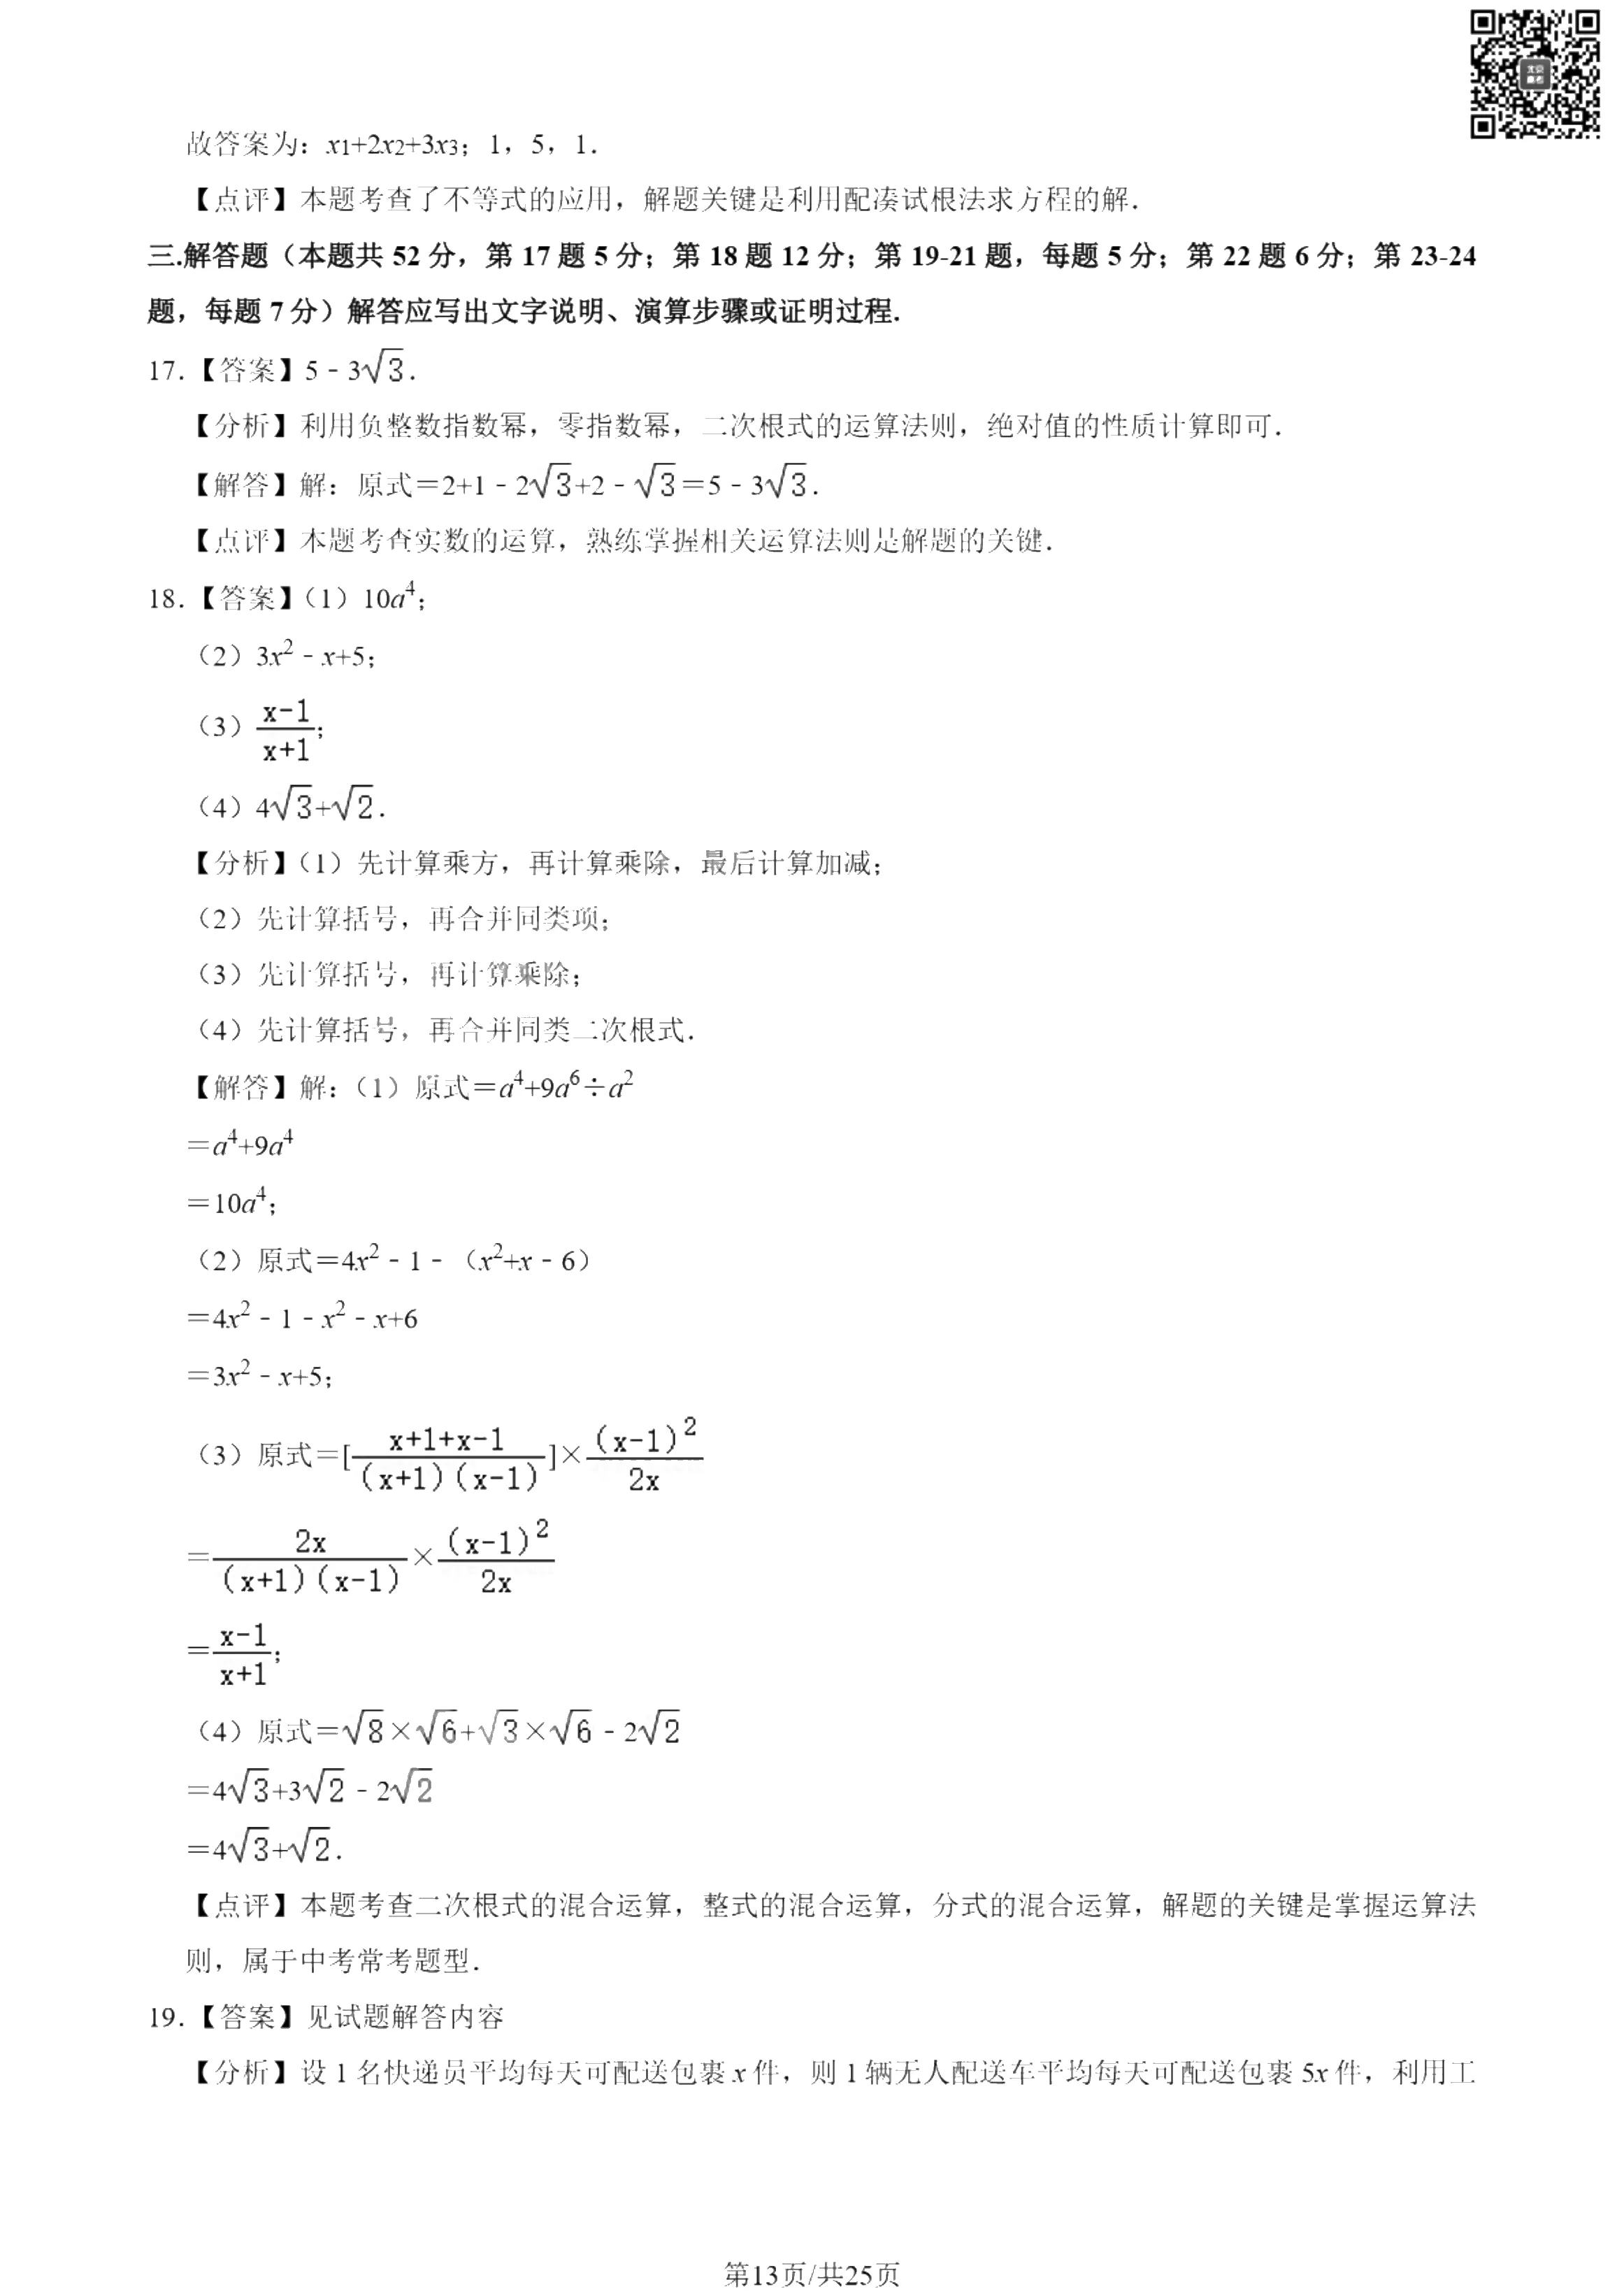 故答案为：x₁+2x₂+3x₃；1，5，1．
【点评】本题考查了不等式的应用，解题关键是利用配凑试根法求方程的解．
三.解答题（本题共 52 分，第 17 题 5 分；第 18 题 12 分；第 19-21 题，每题 5 分；第 22 题 6 分；第 23-24
题，每题 7 分）解答应写出文字说明、演算步骤或证明过程.
17．【答案】5﹣3√3．
【分析】利用负整数指数幂，零指数幂，二次根式的运算法则，绝对值的性质计算即可．
【解答】解：原式＝2+1﹣2√3+2﹣√3＝5﹣3√3．
【点评】本题考查实数的运算，熟练掌握相关运算法则是解题的关键．
18．【答案】（1）10a⁴；
（2）3x²﹣x+5；
（3）(x-1)/(x+1)；
（4）4√3+√2．
【分析】（1）先计算乘方，再计算乘除，最后计算加减；
（2）先计算括号，再合并同类项；
（3）先计算括号，再计算乘除；
（4）先计算括号，再合并同类二次根式．
【解答】解：（1）原式＝a⁴+9a⁶÷a²
＝a⁴+9a⁴
＝10a⁴；
（2）原式＝4x²﹣1﹣（x²+x﹣6）
＝4x²﹣1﹣x²﹣x+6
＝3x²﹣x+5；
（3）原式＝[(x+1+x-1)/((x+1)(x-1))]×(x-1)²/2x
＝2x/((x+1)(x-1))×(x-1)²/2x
＝(x-1)/(x+1)；
（4）原式＝√8×√6+√3×√6﹣2√2
＝4√3+3√2﹣2√2
＝4√3+√2．
【点评】本题考查二次根式的混合运算，整式的混合运算，分式的混合运算，解题的关键是掌握运算法
则，属于中考常考题型．
19．【答案】见试题解答内容
【分析】设 1 名快递员平均每天可配送包裹 x 件，则 1 辆无人配送车平均每天可配送包裹 5x 件，利用工
第13页/共25页